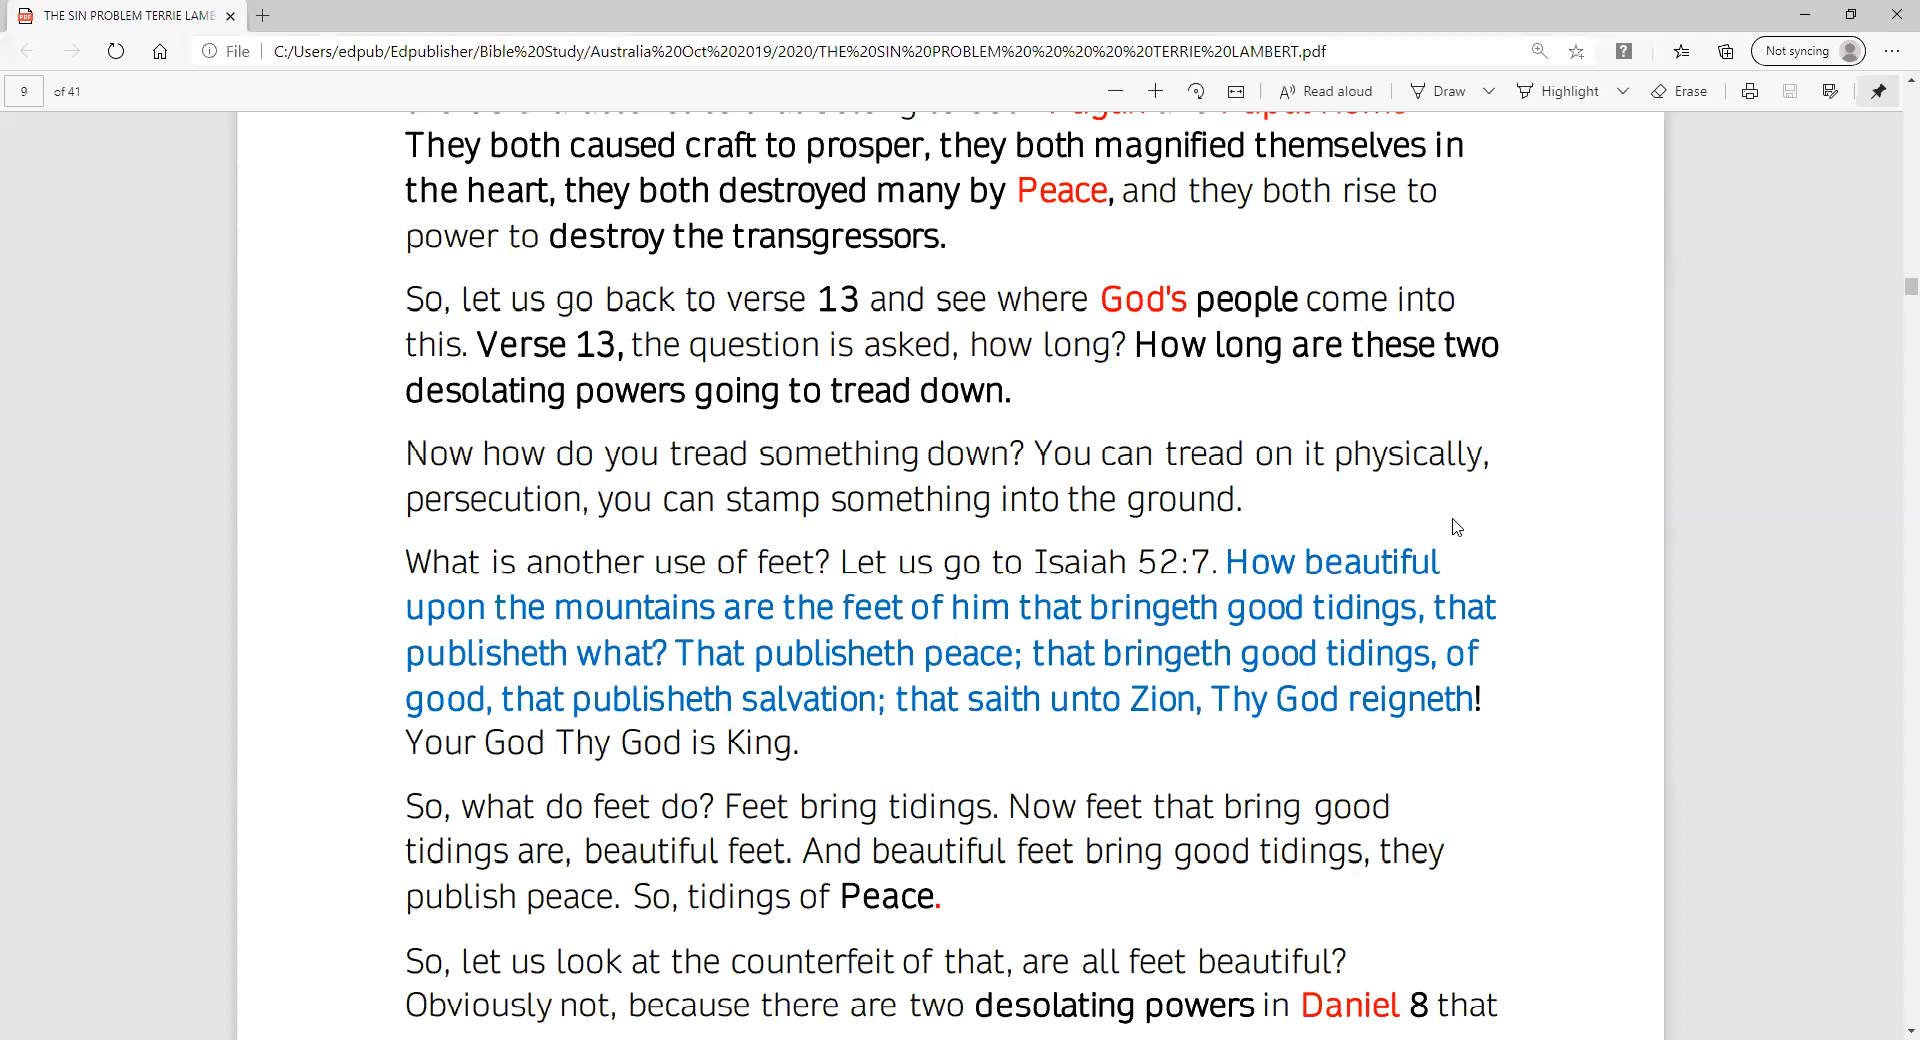 THE SIN PROBLEM TERRIE LAMB
File
C:/Users/edpub/Edpublisher/Bible%20Study/Australia%20Oct%202019/2020/THE%20SIN%20PROBLEM%20%20%20%20%20TERRIE%20LAMBERT.pdf
Not syncing
9 of 41
Read aloud
Draw
Highlight
Erase
They both caused craft to prosper, they both magnified themselves in
the heart, they both destroyed many by Peace, and they both rise to
power to destroy the transgressors.
So, let us go back to verse 13 and see where God's people come into
this. Verse 13, the question is asked, how long? How long are these two
desolating powers going to tread down.
Now how do you tread something down? You can tread on it physically,
persecution, you can stamp something into the ground.
What is another use of feet? Let us go to Isaiah 52:7. How beautiful
upon the mountains are the feet of him that bringeth good tidings, that
publisheth what? That publisheth peace; that bringeth good tidings, of
good, that publisheth salvation; that saith unto Zion, Thy God reigneth!
Your God Thy God is King.
So, what do feet do? Feet bring tidings. Now feet that bring good
tidings are, beautiful feet. And beautiful feet bring good tidings, they
publish peace. So, tidings of Peace.
So, let us look at the counterfeit of that, are all feet beautiful?
Obviously not, because there are two desolating powers in Daniel 8 that